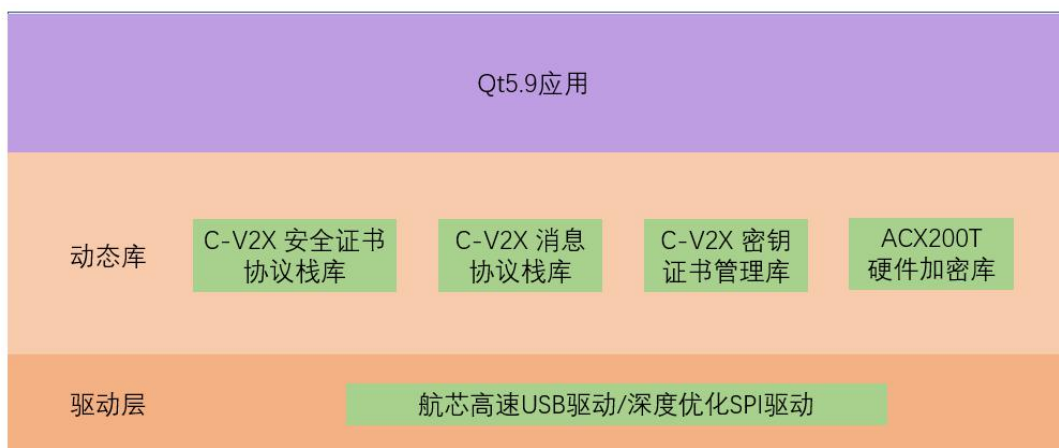 Qt5.9应用
动态库
C-V2X 安全证书
协议栈库
C-V2X 消息
协议栈库
C-V2X 密钥
证书管理库
ACX200T
硬件加密库
驱动层
航芯高速USB驱动/深度优化SPI驱动